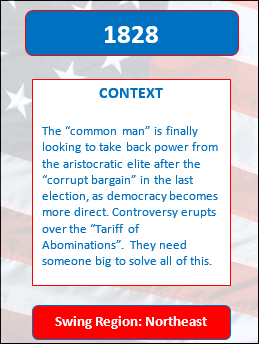 1828
CONTEXT
The “common man” is finally
looking to take back power from
the aristocratic elite after the
“corrupt bargain” in the last
election, as democracy becomes
more direct. Controversy erupts
over the “Tariff of
Abominations”.  They need
someone big to solve all of this.
Swing Region: Northeast